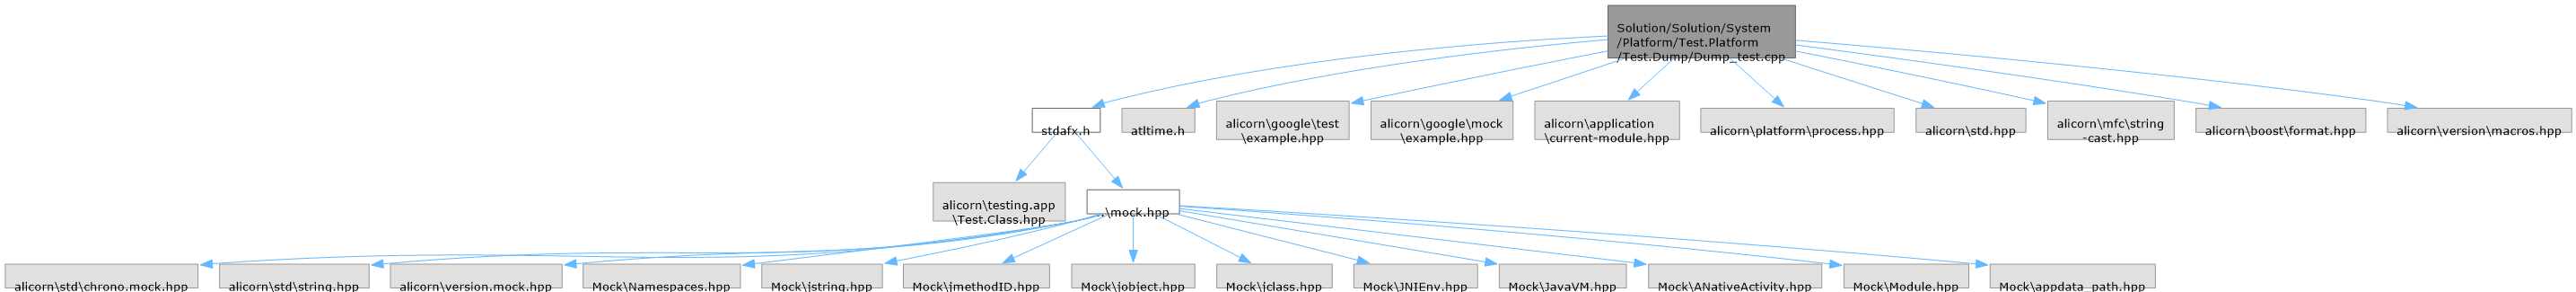 Solution/Solution/System
/Platform/Test.Platform
/Test.Dump/Dump_test.cpp
stdafx.h
atltime.h
alicorn\google\test
\example.hpp
alicorn\google\mock
\example.hpp
alicorn\application
\current-module.hpp
alicorn\platform\process.hpp
alicorn\std.hpp
alicorn\mfc\string
-cast.hpp
alicorn\boost\format.hpp
alicorn\version\macros.hpp
alicorn\testing.app
\Test.Class.hpp
..\mock.hpp
alicorn\std\chrono.mock.hpp
alicorn\std\string.hpp
alicorn\version.mock.hpp
Mock\Namespaces.hpp
Mock\jstring.hpp
Mock\jmethodID.hpp
Mock\jobject.hpp
Mock\jclass.hpp
Mock\JNIEnv.hpp
Mock\JavaVM.hpp
Mock\ANativeActivity.hpp
Mock\Module.hpp
Mock\appdata_path.hpp